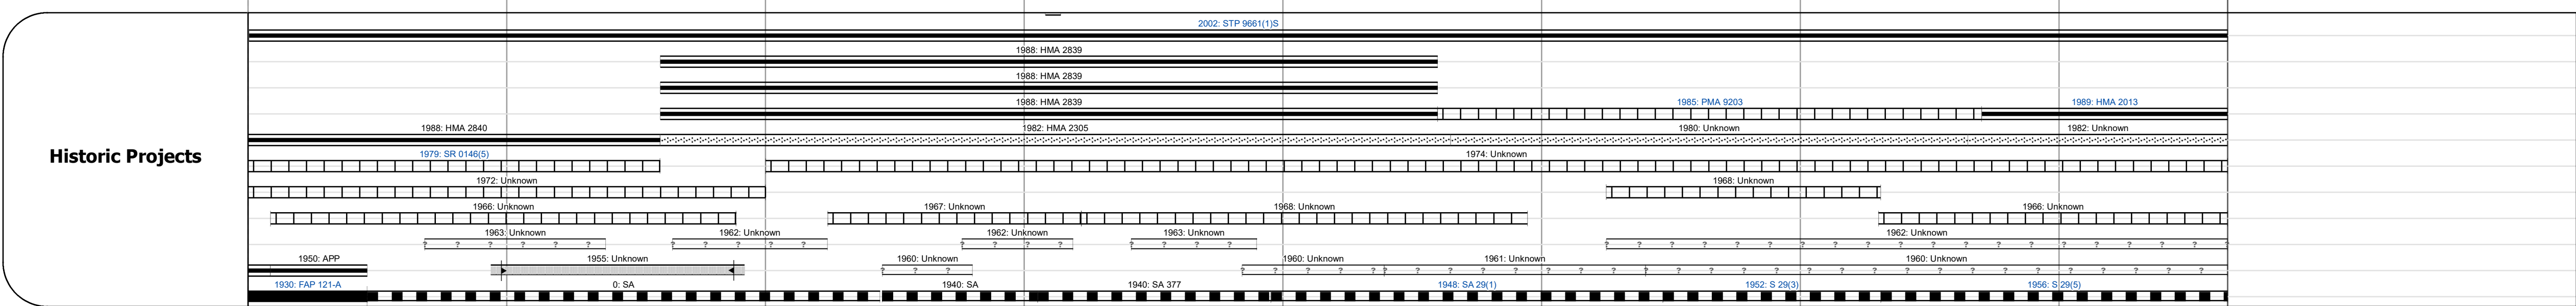 2002: STP 9661(1)S
1988: HMA 2839
1988: HMA 2839
1988: HMA 2839 1985: PMA 9203 1989: HMA 2013
1988: HMA 2840 1982: HMA 2305 1980: Unknown 1982: Unknown
Historic Projects
1979: SR 0146(5) 1974: Unknown
1972: Unknown 1968: Unknown
1966: Unknown 1967: Unknown 1968: Unknown 1966: Unknown
1963: Unknown 1962: Unknown 1962: Unknown 1963: Unknown 1962: Unknown
1950: APP 1955: Unknown 1960: Unknown 1960: Unknown 1961: Unknown 1960: Unknown
1930: FAP 121-A 0: SA 1940: SA 1940: SA 377 1948: SA 29(1) 1952: S 29(3) 1956: S 29(5)